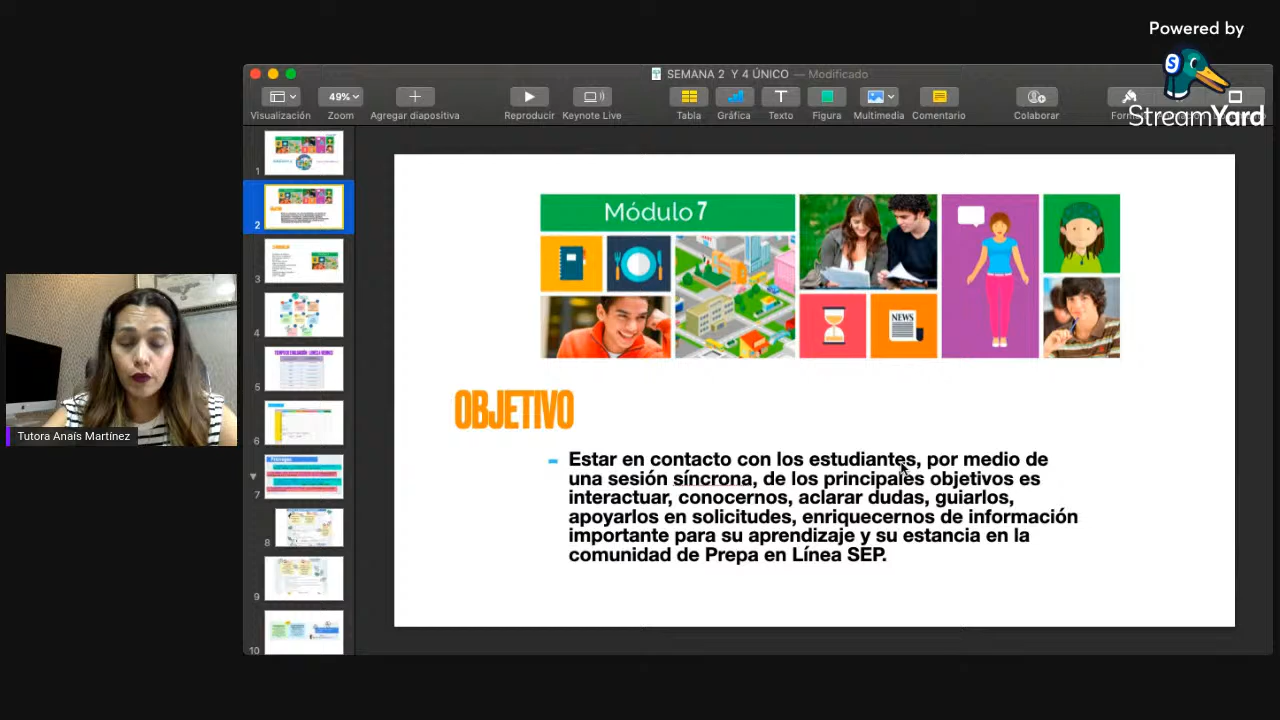 Powered by
StreamYard
SEMANA 2 Y 4 ÚNICO — Modificado
49%
Visualización
Zoom
Agregar diapositiva
Reproducir
Keynote Live
Tabla
Gráfica
Texto
Figura
Multimedia
Comentario
Colaborar
1
2
3
4
5
6
7
8
9
10
Módulo 7
NEWS
OBJETIVO
Estar en contacto con los estudiantes, por medio de
una sesión síncrona, de los principales objetivos es
interactuar, conocernos, aclarar dudas, guiarlos,
apoyarlos en solicitudes, enriquecernos de información
importante para su aprendizaje y su estancia en la
comunidad de Prepa en Línea SEP.
Tutora Anaís Martínez